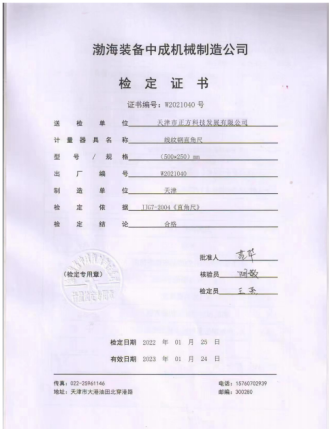 渤海装备中成机械制造公司
检定证书
证书编号：W2021040 号
送检单位 天津市正方科技发展有限公司
计量器具名称 线纹钢直角尺
型号/规格 (500×250) mm
出厂编号 W2021040
制造单位 天津
检定依据 JJG7-2004《直角尺》
检定结论 合格
批准人
(检定专用章) 核验员
检定员
检定日期 2022 年 01 月 25 日
有效日期 2023 年 01 月 24 日
传真：022-25961146 电话：15760702939
地址：天津市大港油田北穿港路 邮编：300280